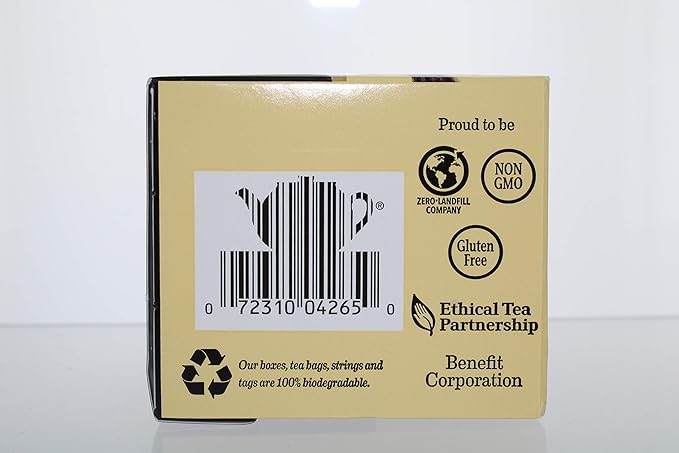 Proud to be
ZERO-LANDFILL
COMPANY
NON
GMO
Gluten
Free
®
0 72310 04265 0
Ethical Tea
Partnership
Our boxes, tea bags, strings and
tags are 100% biodegradable.
Benefit
Corporation